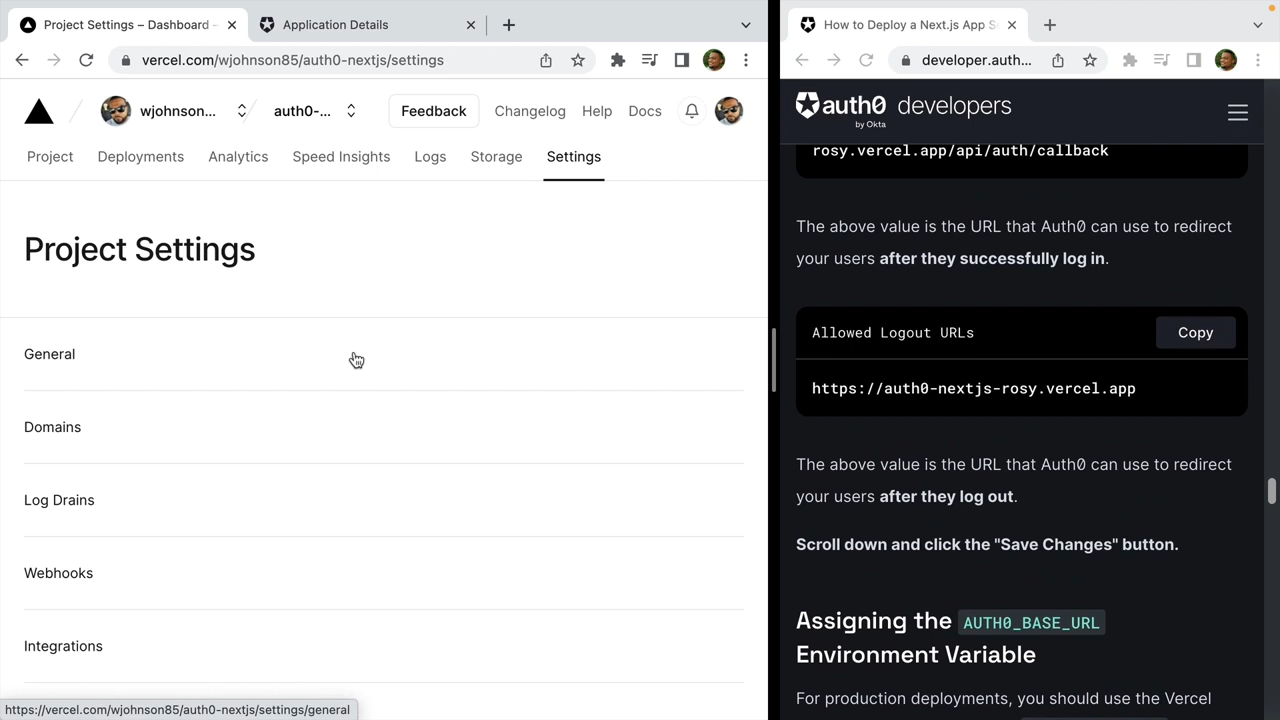 Project Settings – Dashboard
Application Details
vercel.com/wjohnson85/auth0-nextjs/settings
wjohnson...
auth0-...
Feedback
Changelog
Help
Docs
Project
Deployments
Analytics
Speed Insights
Logs
Storage
Settings
Project Settings
General
Domains
Log Drains
Webhooks
Integrations
https://vercel.com/wjohnson85/auth0-nextjs/settings/general
How to Deploy a Next.js App S
developer.auth...
auth0 developers
by Okta
rosy.vercel.app/api/auth/callback
The above value is the URL that Auth0 can use to redirect
your users after they successfully log in.
Allowed Logout URLs
Copy
https://auth0-nextjs-rosy.vercel.app
The above value is the URL that Auth0 can use to redirect
your users after they log out.
Scroll down and click the "Save Changes" button.
Assigning the AUTH0_BASE_URL
Environment Variable
For production deployments, you should use the Vercel